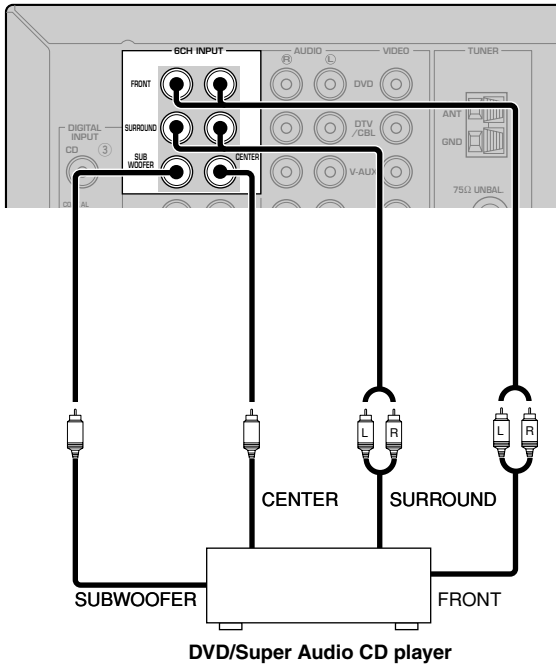 6CH INPUT
AUDIO
VIDEO
TUNER
R
L
FRONT
DVD
ANT
DIGITAL
INPUT
SURROUND
DTV
/CBL
GND
CD
3
SUB
WOOFER
CENTER
V-AUX
75Ω UNBAL.
L
R
L
R
CENTER
SURROUND
SUBWOOFER
FRONT
DVD/Super Audio CD player